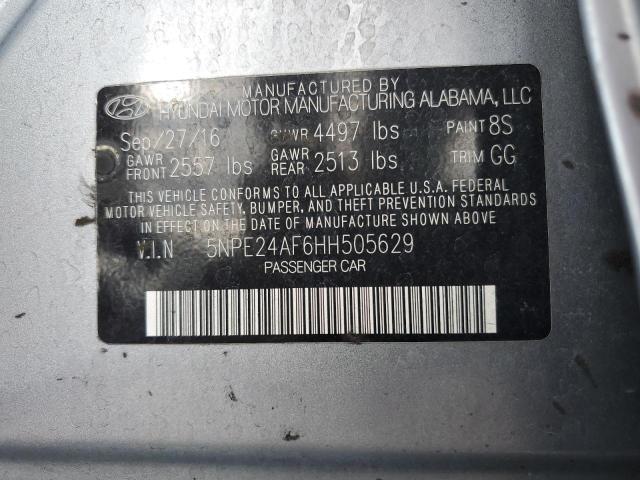 MANUFACTURED BY
HYUNDAI MOTOR MANUFACTURING ALABAMA, LLC
Sep/27/16 GVWR 4497 lbs PAINT 8S
GAWR FRONT 2557 lbs GAWR REAR 2513 lbs TRIM GG
THIS VEHICLE CONFORMS TO ALL APPLICABLE U.S.A. FEDERAL
MOTOR VEHICLE SAFETY, BUMPER, AND THEFT PREVENTION STANDARDS
IN EFFECT ON THE DATE OF MANUFACTURE SHOWN ABOVE
V.I.N 5NPE24AF6HH505629
PASSENGER CAR